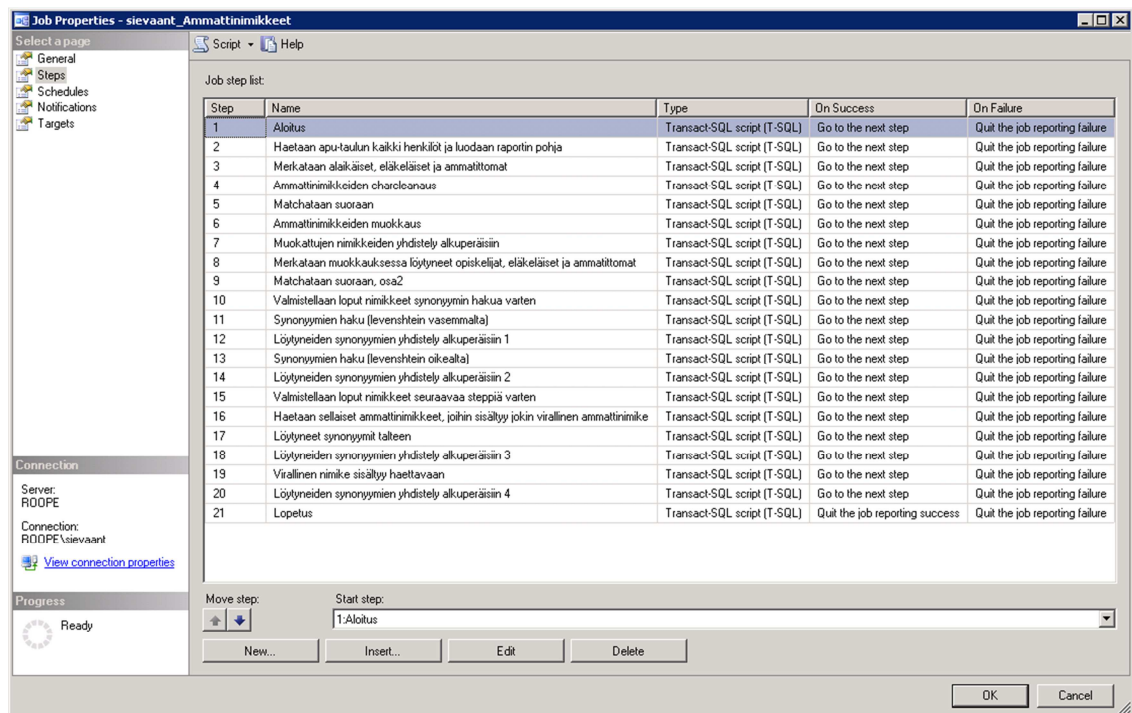 Job Properties - sievaant_Ammattinimikkeet
Select a page
General
Steps
Schedules
Notifications
Targets
Script Help
Job step list:
Step Name Type On Success On Failure
1 Aloitus Transact-SQL script (T-SQL) Go to the next step Quit the job reporting failure
2 Haetaan apu-taulun kaikki henkilöt ja luodaan raportin pohja Transact-SQL script (T-SQL) Go to the next step Quit the job reporting failure
3 Merkataan alaikäiset, eläkeläiset ja ammatittomat Transact-SQL script (T-SQL) Go to the next step Quit the job reporting failure
4 Ammattinimikkeiden charcleanaus Transact-SQL script (T-SQL) Go to the next step Quit the job reporting failure
5 Matchataan suoraan Transact-SQL script (T-SQL) Go to the next step Quit the job reporting failure
6 Ammattinimikkeiden muokkaus Transact-SQL script (T-SQL) Go to the next step Quit the job reporting failure
7 Muokattujen nimikkeiden yhdistely alkuperäisiin Transact-SQL script (T-SQL) Go to the next step Quit the job reporting failure
8 Merkataan muokkauksessa löytyneet opiskelijat, eläkeläiset ja ammatittomat Transact-SQL script (T-SQL) Go to the next step Quit the job reporting failure
9 Matchataan suoraan, osa2 Transact-SQL script (T-SQL) Go to the next step Quit the job reporting failure
10 Valmistellaan loput nimikkeet synonyymin hakua varten Transact-SQL script (T-SQL) Go to the next step Quit the job reporting failure
11 Synonyymien haku (levenshtein vasemmalta) Transact-SQL script (T-SQL) Go to the next step Quit the job reporting failure
12 Löytyneiden synonyymien yhdistely alkuperäisiin 1 Transact-SQL script (T-SQL) Go to the next step Quit the job reporting failure
13 Synonyymien haku (levenshtein oikealta) Transact-SQL script (T-SQL) Go to the next step Quit the job reporting failure
14 Löytyneiden synonyymien yhdistely alkuperäisiin 2 Transact-SQL script (T-SQL) Go to the next step Quit the job reporting failure
15 Valmistellaan loput nimikkeet seuraavaa steppiä varten Transact-SQL script (T-SQL) Go to the next step Quit the job reporting failure
16 Haetaan sellaiset ammattinimikkeet, joihin sisältyy jokin virallinen ammattinimike Transact-SQL script (T-SQL) Go to the next step Quit the job reporting failure
17 Löytyneet synonyymit talteen Transact-SQL script (T-SQL) Go to the next step Quit the job reporting failure
18 Löytyneiden synonyymien yhdistely alkuperäisiin 3 Transact-SQL script (T-SQL) Go to the next step Quit the job reporting failure
19 Virallinen nimike sisältyy haettavaan Transact-SQL script (T-SQL) Go to the next step Quit the job reporting failure
20 Löytyneiden synonyymien yhdistely alkuperäisiin 4 Transact-SQL script (T-SQL) Go to the next step Quit the job reporting failure
21 Lopetus Transact-SQL script (T-SQL) Quit the job reporting success Quit the job reporting failure
Connection
Server:
ROOPE
Connection:
ROOPE\sievaant
View connection properties
Progress
Ready
Move step: Start step:
1:Aloitus
New... Insert... Edit Delete
OK Cancel